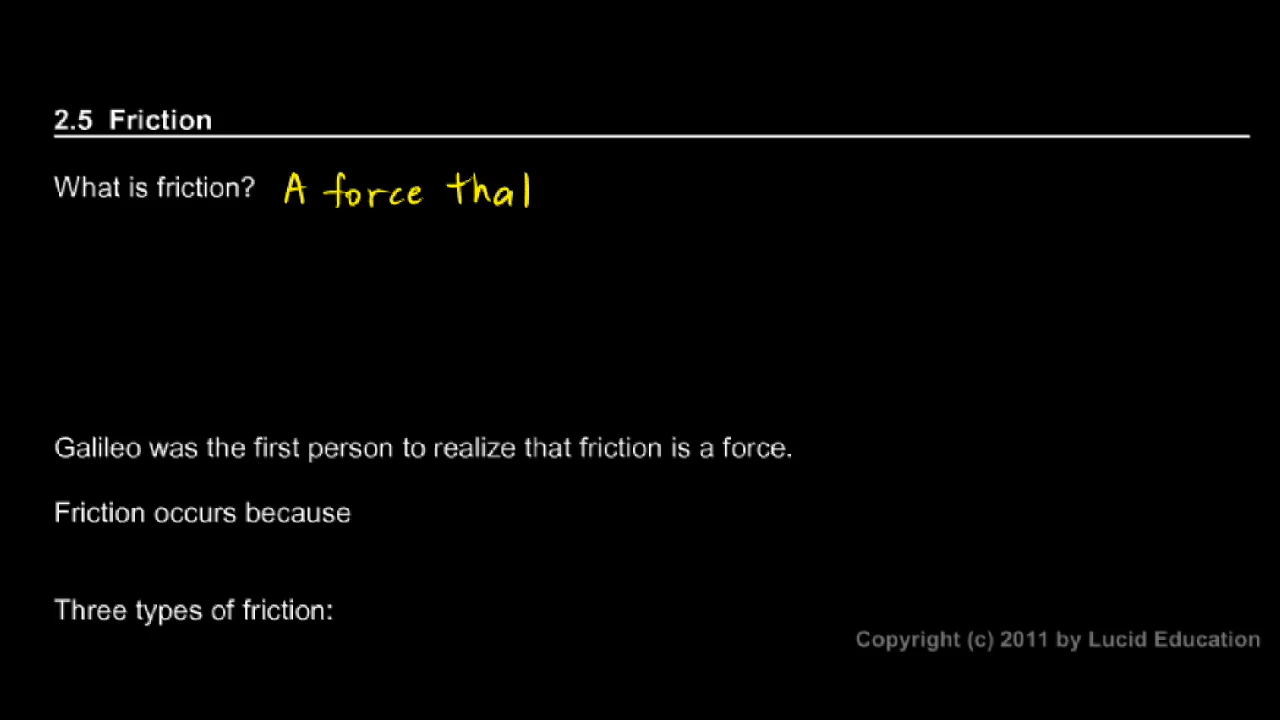 2.5 Friction
What is friction? A force thal
Galileo was the first person to realize that friction is a force.
Friction occurs because
Three types of friction:
Copyright (c) 2011 by Lucid Education